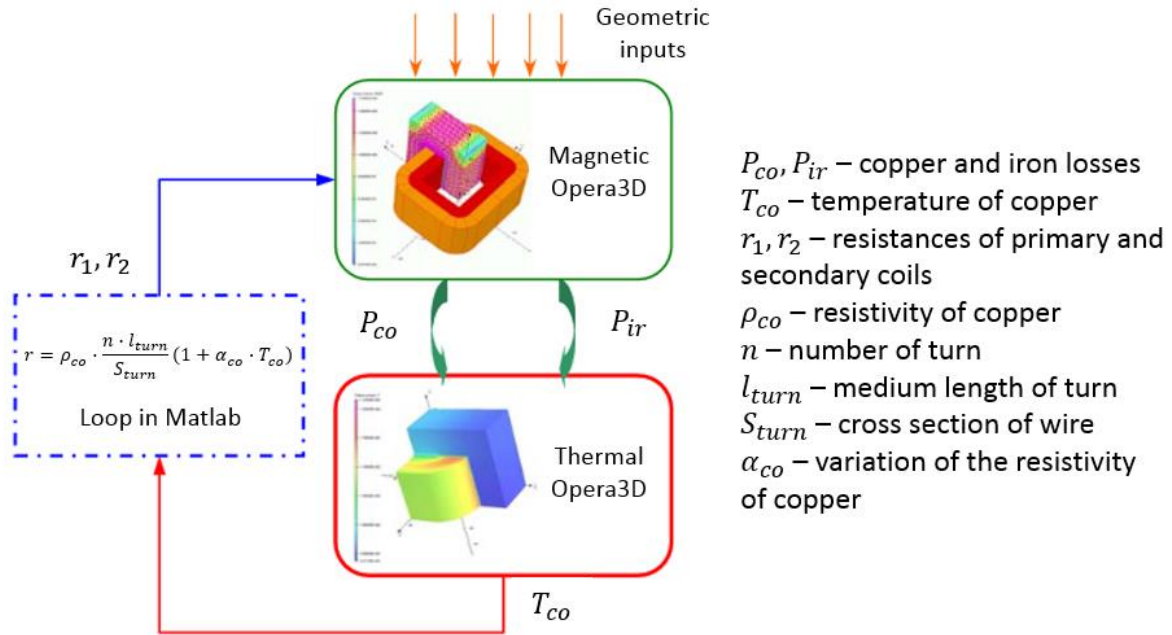 Geometric
inputs
Magnetic
Opera3D
r₁, r₂
P_co
P_ir
r = ρ_co · \frac{n · l_turn}{S_turn} (1 + α_co · T_co)
Loop in Matlab
Thermal
Opera3D
T_co
P_co, P_ir – copper and iron losses
T_co – temperature of copper
r₁, r₂ – resistances of primary and
secondary coils
ρ_co – resistivity of copper
n – number of turn
l_turn – medium length of turn
S_turn – cross section of wire
α_co – variation of the resistivity
of copper